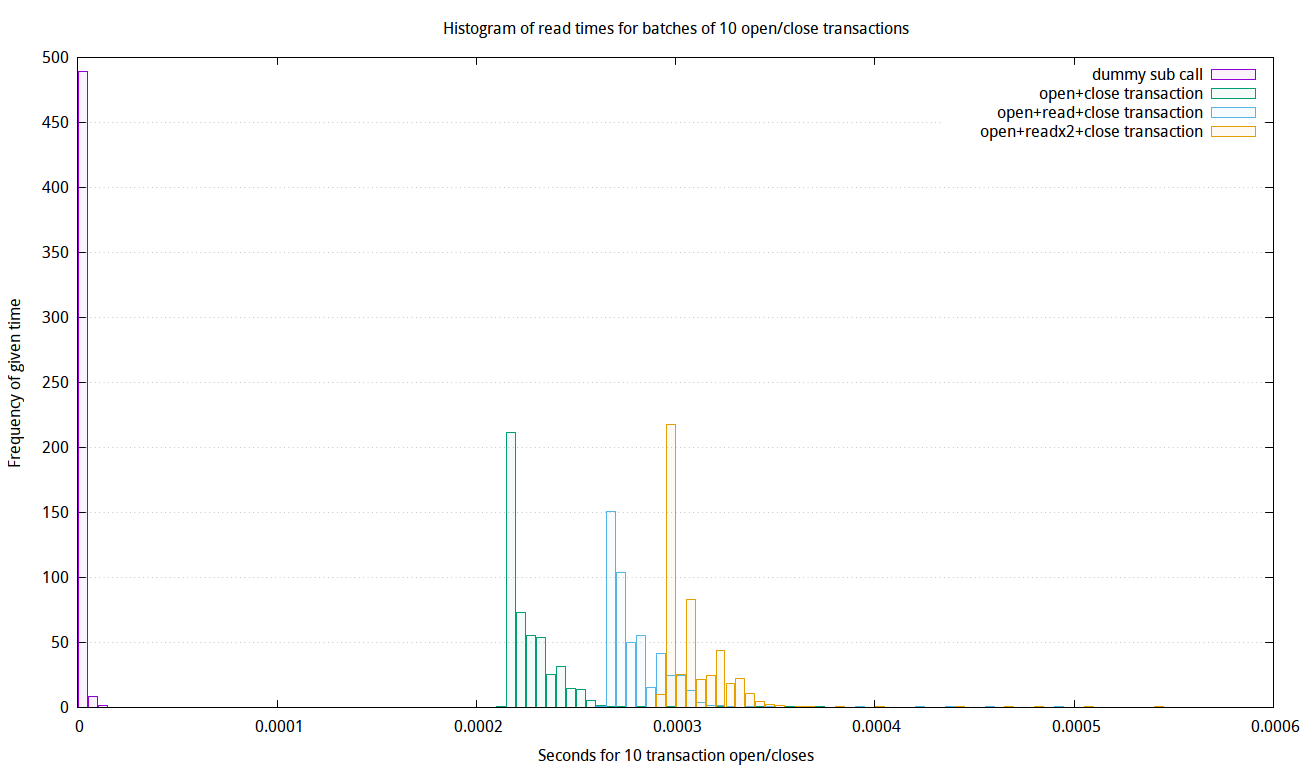 Histogram of read times for batches of 10 open/close transactions
500
450
400
350
300
250
200
150
100
50
0
Frequency of given time
dummy sub call
open+close transaction
open+read+close transaction
open+readx2+close transaction
0
0.0001
0.0002
0.0003
0.0004
0.0005
0.0006
Seconds for 10 transaction open/closes